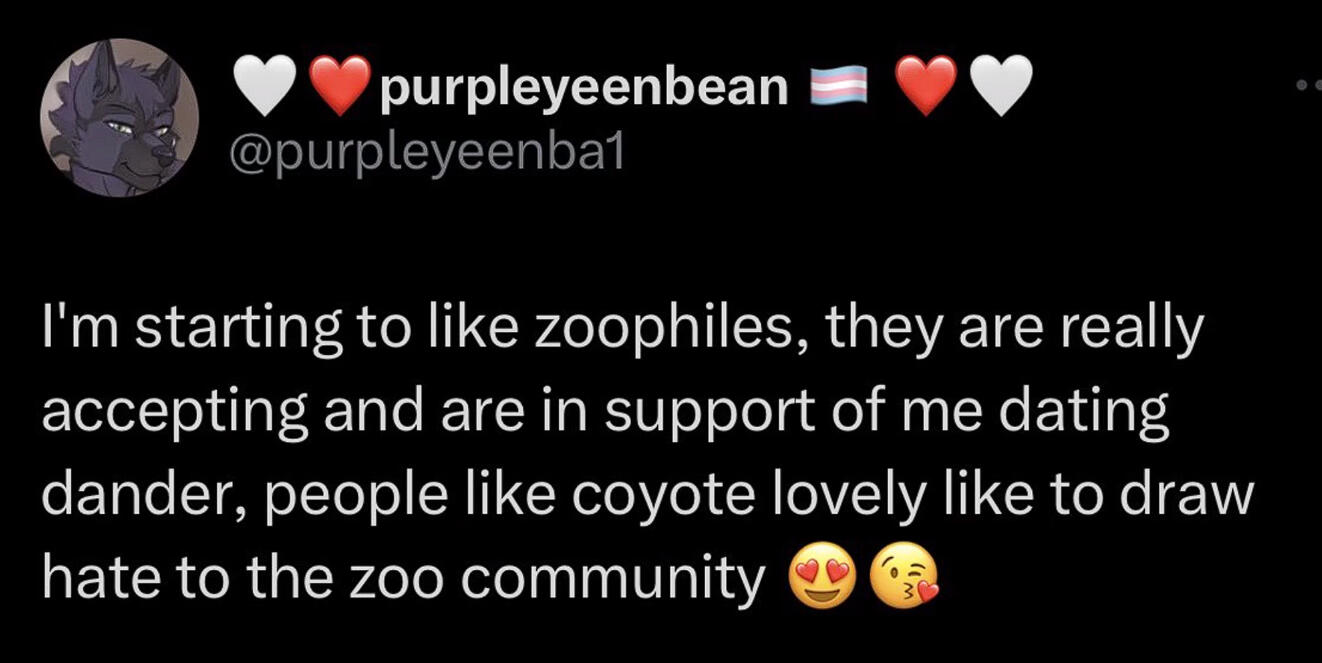 🤍❤️purpleyeenbean 🏳️‍⚧️ ❤️🤍
@purpleyeenba1
I'm starting to like zoophiles, they are really
accepting and are in support of me dating
dander, people like coyote lovely like to draw
hate to the zoo community 😍😘